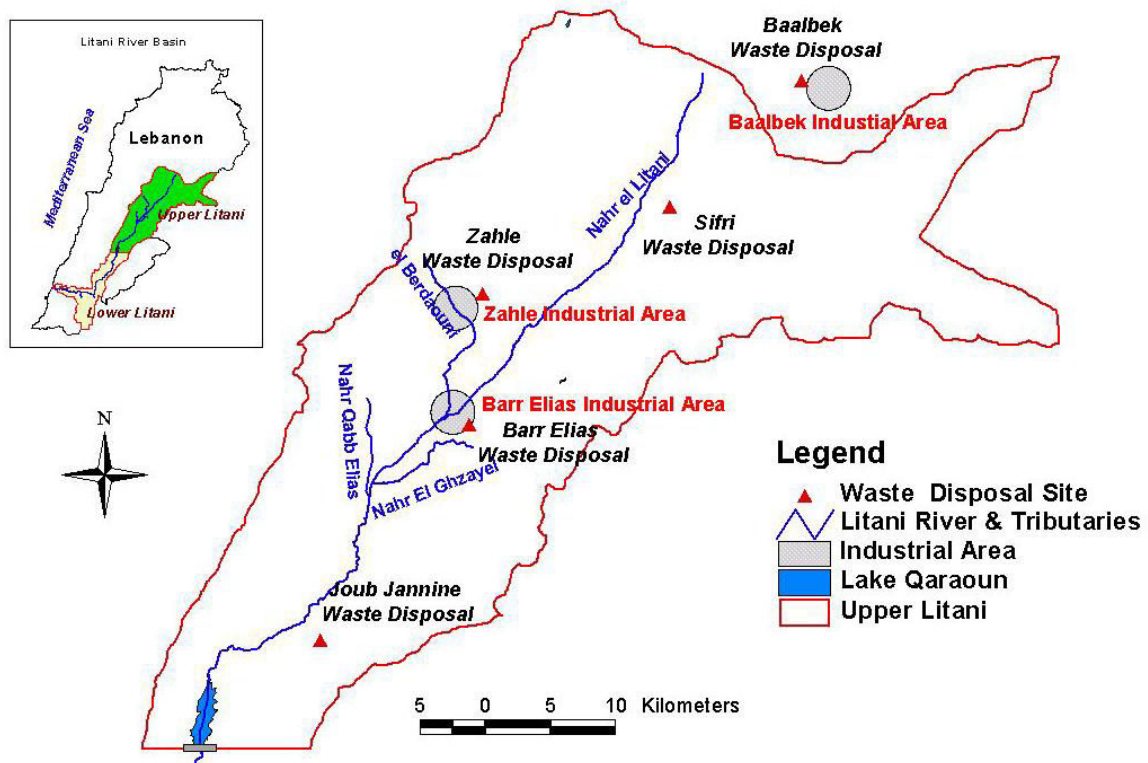 Litani River Basin
Mediterranean Sea
Lebanon
Upper Litani
Lower Litani
N
Baalbek
Waste Disposal
Baalbek Industial Area
Nahr el Litani
Sifri
Waste Disposal
Zahle
Waste Disposal
el Berdaouni
Zahle Industrial Area
Nahr Qabb Elias
Barr Elias Industrial Area
Barr Elias
Waste Disposal
Nahr El Ghzayel
Joub Jannine
Waste Disposal
5 0 5 10 Kilometers
Legend
Waste Disposal Site
Litani River & Tributaries
Industrial Area
Lake Qaraoun
Upper Litani